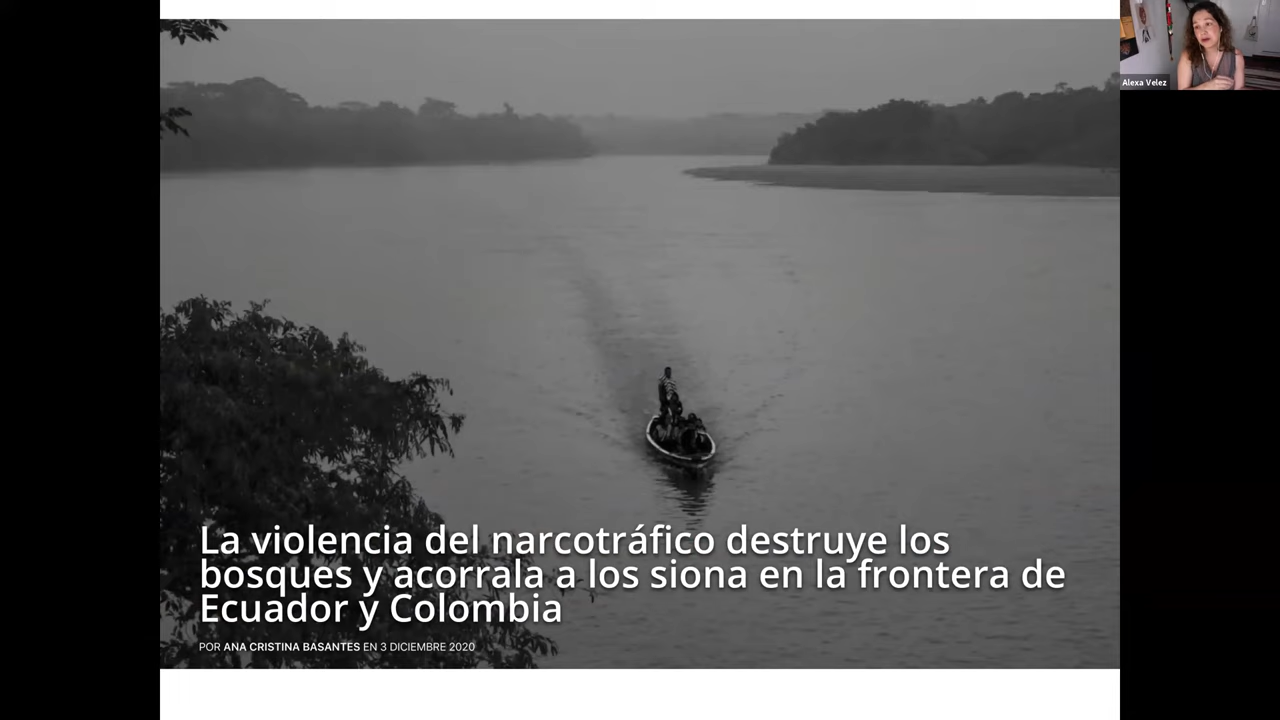 Alexa Velez
La violencia del narcotráfico destruye los
bosques y acorrala a los siona en la frontera de
Ecuador y Colombia
POR ANA CRISTINA BASANTES EN 3 DICIEMBRE 2020